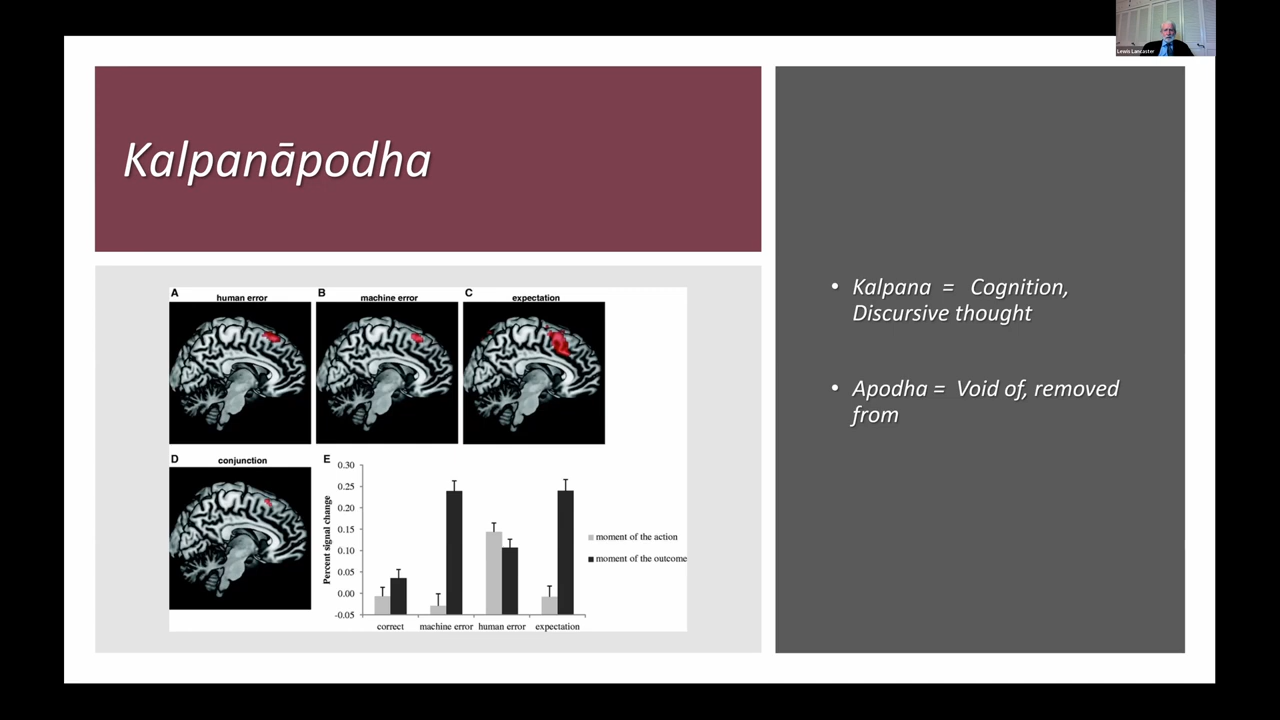 Lewis Lancaster
Kalpanāpodha
A
human error
B
machine error
C
expectation
D
conjunction
E
0.30
0.25
0.20
0.15
0.10
0.05
0.00
-0.05
Percent signal change
correct
machine error
human error
expectation
moment of the action
moment of the outcome
• Kalpana = Cognition,
Discursive thought
• Apodha = Void of, removed
from